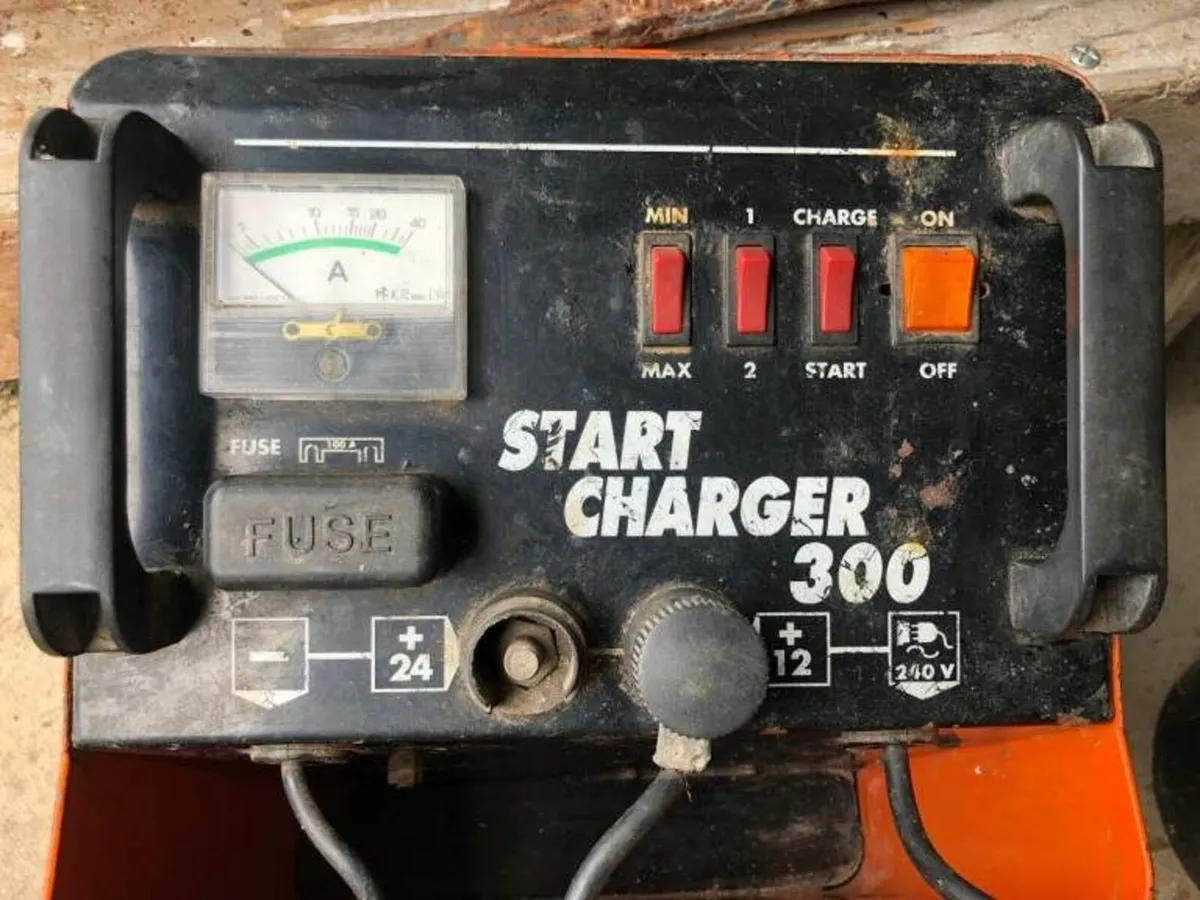 MIN 1 CHARGE ON
10 15 20 40
A
MAX 2 START OFF
FUSE 100 A
START
CHARGER
300
FUSE
- + 24 + 12 240 V